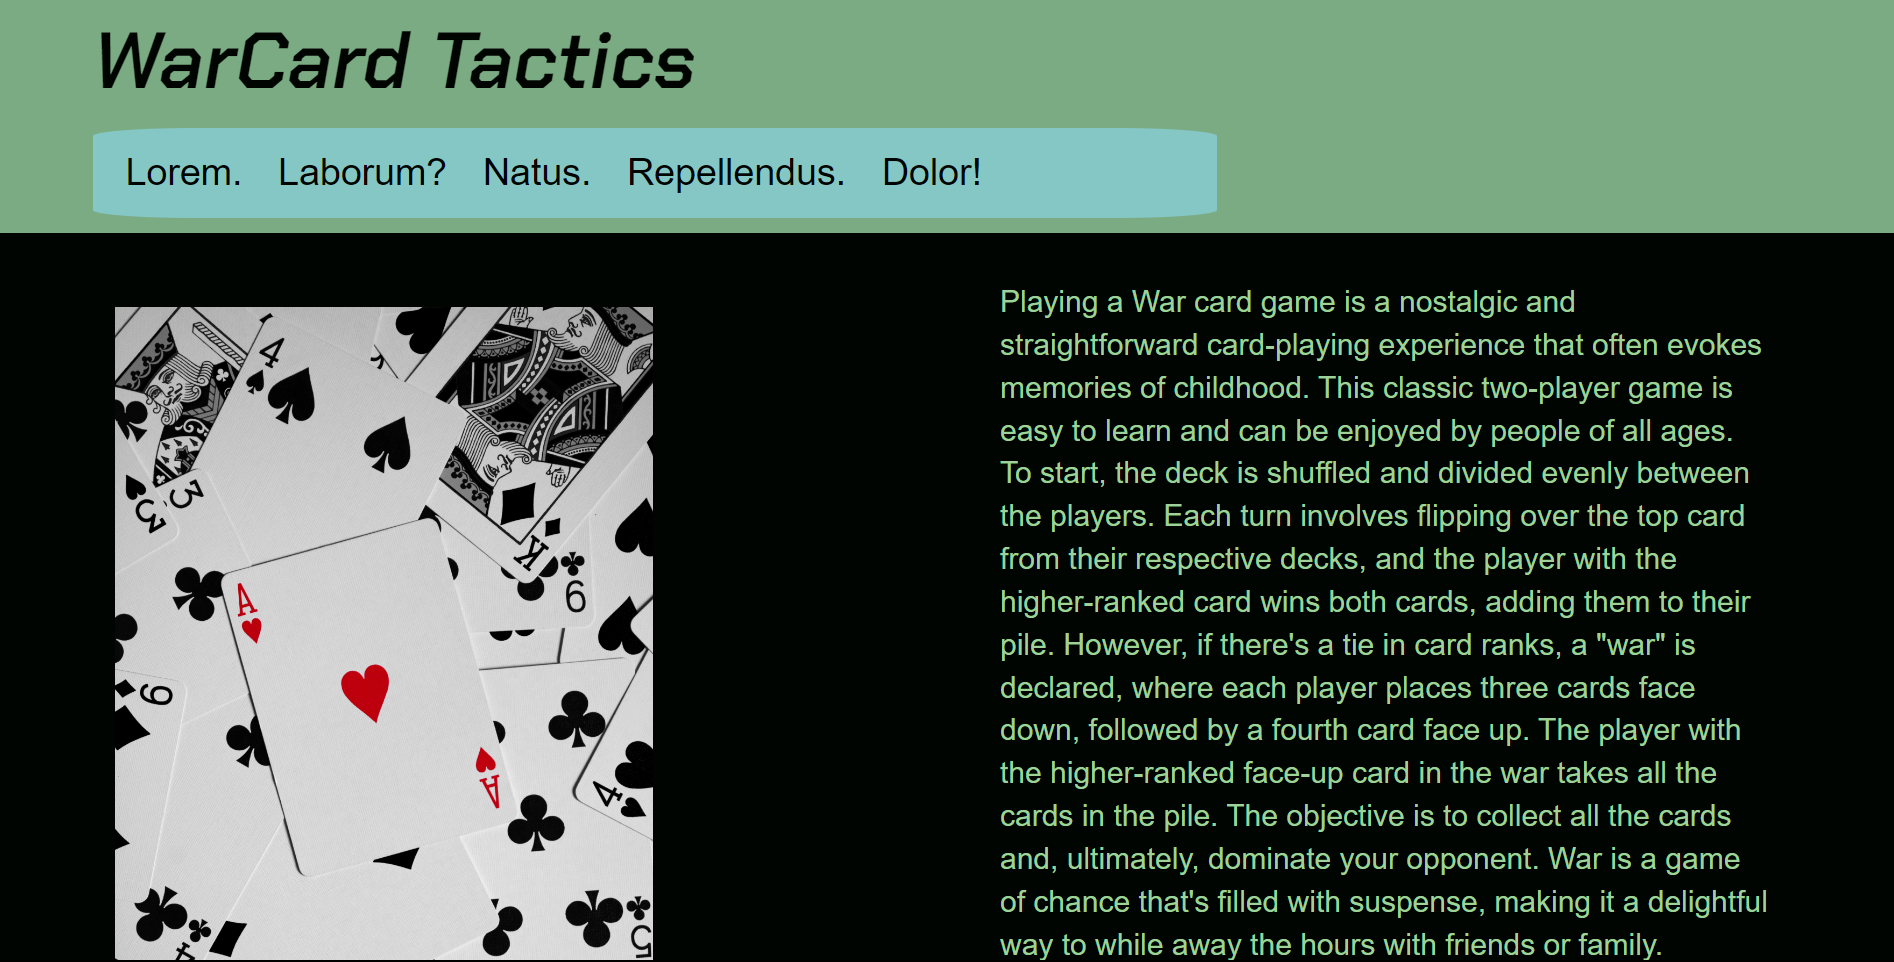 WarCard Tactics
Lorem. Laborum? Natus. Repellendus. Dolor!
Playing a War card game is a nostalgic and
straightforward card-playing experience that often evokes
memories of childhood. This classic two-player game is
easy to learn and can be enjoyed by people of all ages.
To start, the deck is shuffled and divided evenly between
the players. Each turn involves flipping over the top card
from their respective decks, and the player with the
higher-ranked card wins both cards, adding them to their
pile. However, if there's a tie in card ranks, a "war" is
declared, where each player places three cards face
down, followed by a fourth card face up. The player with
the higher-ranked face-up card in the war takes all the
cards in the pile. The objective is to collect all the cards
and, ultimately, dominate your opponent. War is a game
of chance that's filled with suspense, making it a delightful
way to while away the hours with friends or family.
4
3
3
K
9
A
9
A
4
5
4